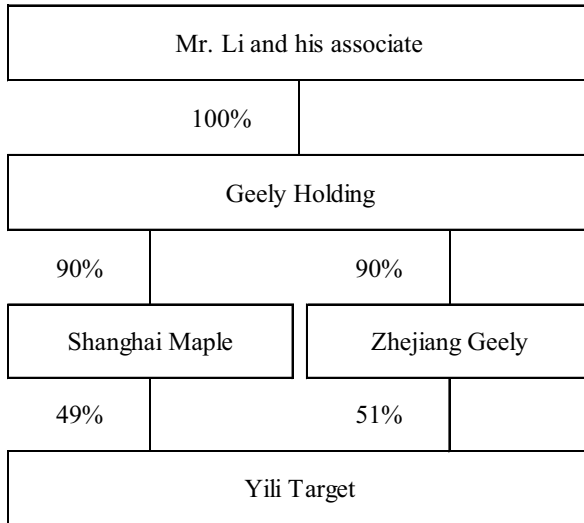 Mr. Li and his associate
100%
Geely Holding
90%
90%
Shanghai Maple
Zhejiang Geely
49%
51%
Yili Target